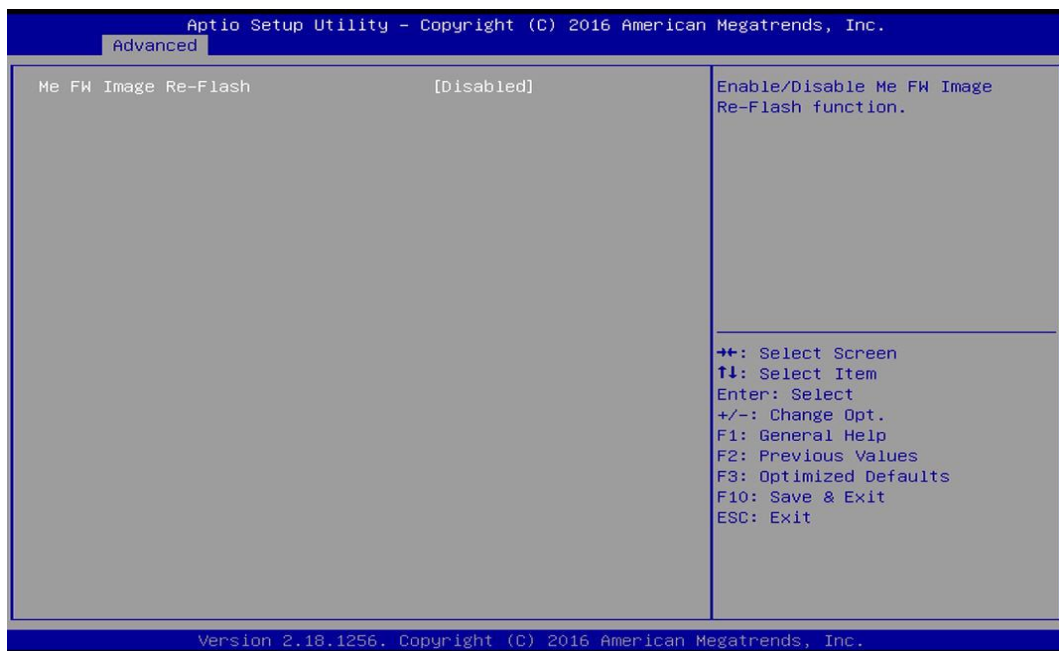 Aptio Setup Utility – Copyright (C) 2016 American Megatrends, Inc.
Advanced
Me FW Image Re-Flash [Disabled]
Enable/Disable Me FW Image
Re-Flash function.
→←: Select Screen
↑↓: Select Item
Enter: Select
+/-: Change Opt.
F1: General Help
F2: Previous Values
F3: Optimized Defaults
F10: Save & Exit
ESC: Exit
Version 2.18.1256. Copyright (C) 2016 American Megatrends, Inc.